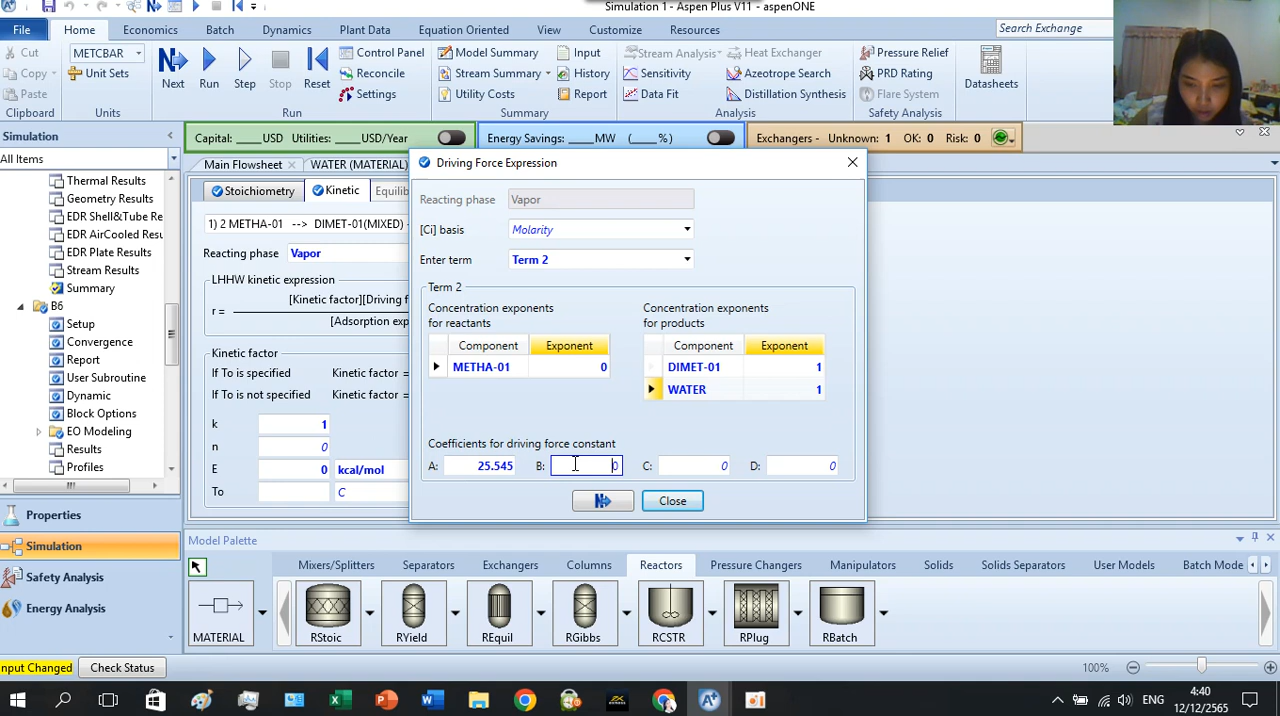 Simulation 1 - Aspen Plus V11 - aspenONE
File
Home
Economics
Batch
Dynamics
Plantdata
Equation Oriented
View
Customize
Resources
Search Exchange
Cut
METCBAR
Control Panel
Model Summary
Input
Stream Analysis
Heat Exchanger
Pressure Relief
Copy
Unit Sets
Reconcile
Stream Summary
History
Sensitivity
Azeotrope Search
PRD Rating
Paste
Next
Run
Step
Stop
Reset
Settings
Utility Costs
Report
Data Fit
Distillation Synthesis
Flare System
Datasheets
Clipboard
Units
Run
Summary
Analysis
Safety Analysis
Simulation
Capital: ____USD Utilities: ____USD/Year
Energy Savings: ____MW (____%)
Exchangers - Unknown: 1 OK: 0 Risk: 0
All Items
Main Flowsheet
WATER (MATERIAL)
Driving Force Expression
Thermal Results
Geometry Results
EDR Shell&Tube Re
EDR AirCooled Resu
EDR Plate Results
Stream Results
Summary
B6
Setup
Convergence
Report
User Subroutine
Dynamic
Block Options
EO Modeling
Results
Profiles
Stoichiometry
Kinetic
Equilib
1) 2 METHA-01 --> DIMET-01(MIXED)
Reacting phase
Vapor
LHHW kinetic expression
[Kinetic factor][Driving f
r =
[Adsorption exp
Kinetic factor
If To is specified
Kinetic factor =
If To is not specified
Kinetic factor =
k
1
n
0
E
0
kcal/mol
To
C
Reacting phase
Vapor
[Ci] basis
Molarity
Enter term
Term 2
Term 2
Concentration exponents
for reactants
Concentration exponents
for products
Component
Exponent
METHA-01
0
Component
Exponent
DIMET-01
1
WATER
1
Coefficients for driving force constant
A: 25.545 B: 0 C: 0 D: 0
Close
Properties
Simulation
Safety Analysis
Energy Analysis
Model Palette
Mixers/Splitters
Separators
Exchangers
Columns
Reactors
Pressure Changers
Manipulators
Solids
Solids Separators
User Models
Batch Mode
MATERIAL
RStoic
RYield
REquil
RGibbs
RCSTR
RPlug
RBatch
nput Changed
Check Status
100%
ENG
4:40
12/12/2565